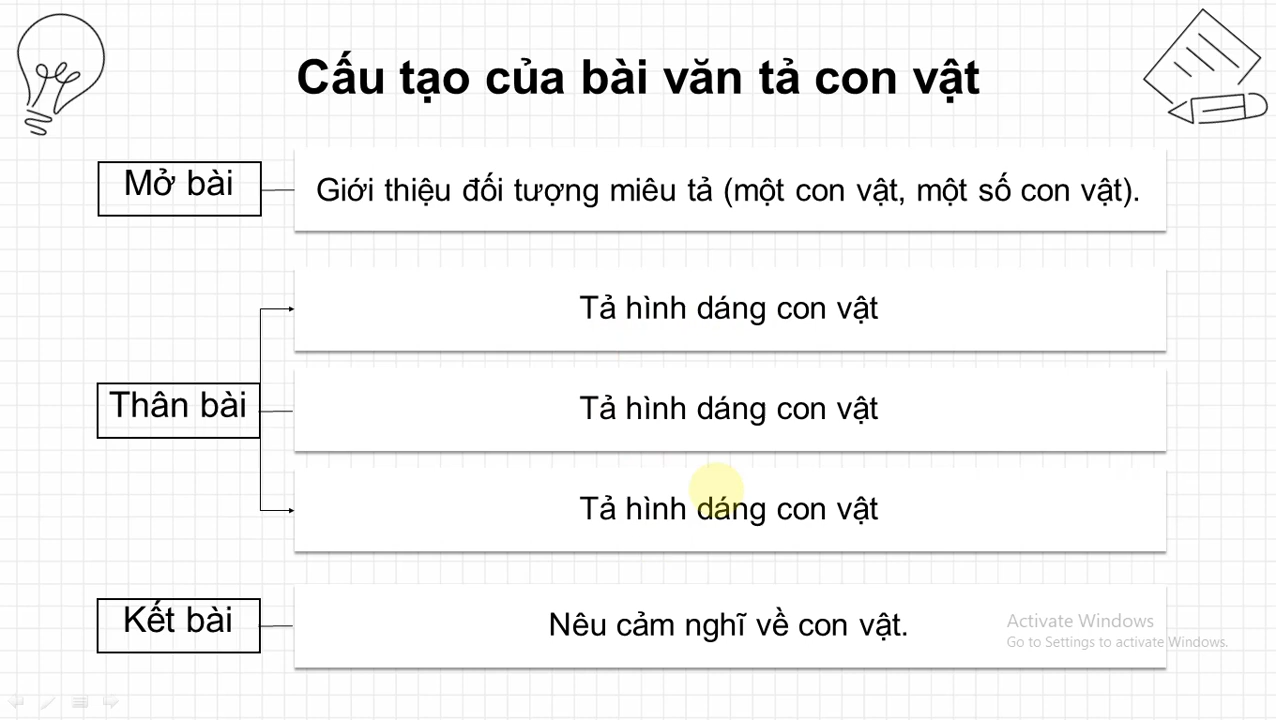 Cấu tạo của bài văn tả con vật
Mở bài
Giới thiệu đối tượng miêu tả (một con vật, một số con vật).
Tả hình dáng con vật
Thân bài
Tả hình dáng con vật
Tả hình dáng con vật
Kết bài
Nêu cảm nghĩ về con vật.
Activate Windows
Go to Settings to activate Windows.